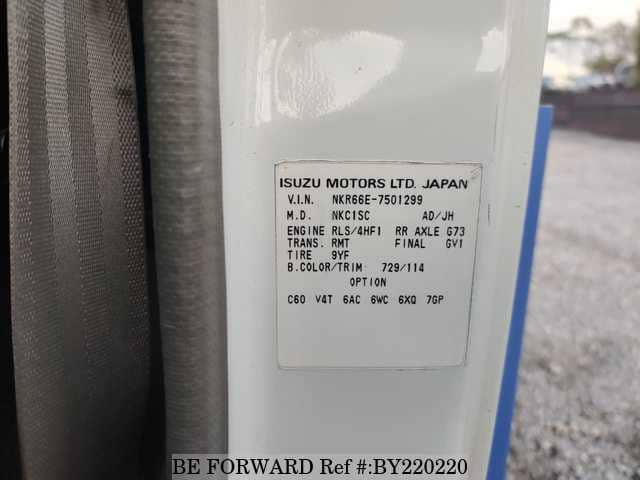 ISUZU MOTORS LTD. JAPAN
V.I.N. NKR66E-7501299
M.D. NKC1SC AD/JH
ENGINE RLS/4HF1 RR AXLE G73
TRANS. RMT FINAL GV1
TIRE 9YF
B.COLOR/TRIM 729/114
OPTION
C60 V4T 6AC 6WC 6XQ 7GP
BE FORWARD Ref #:BY220220